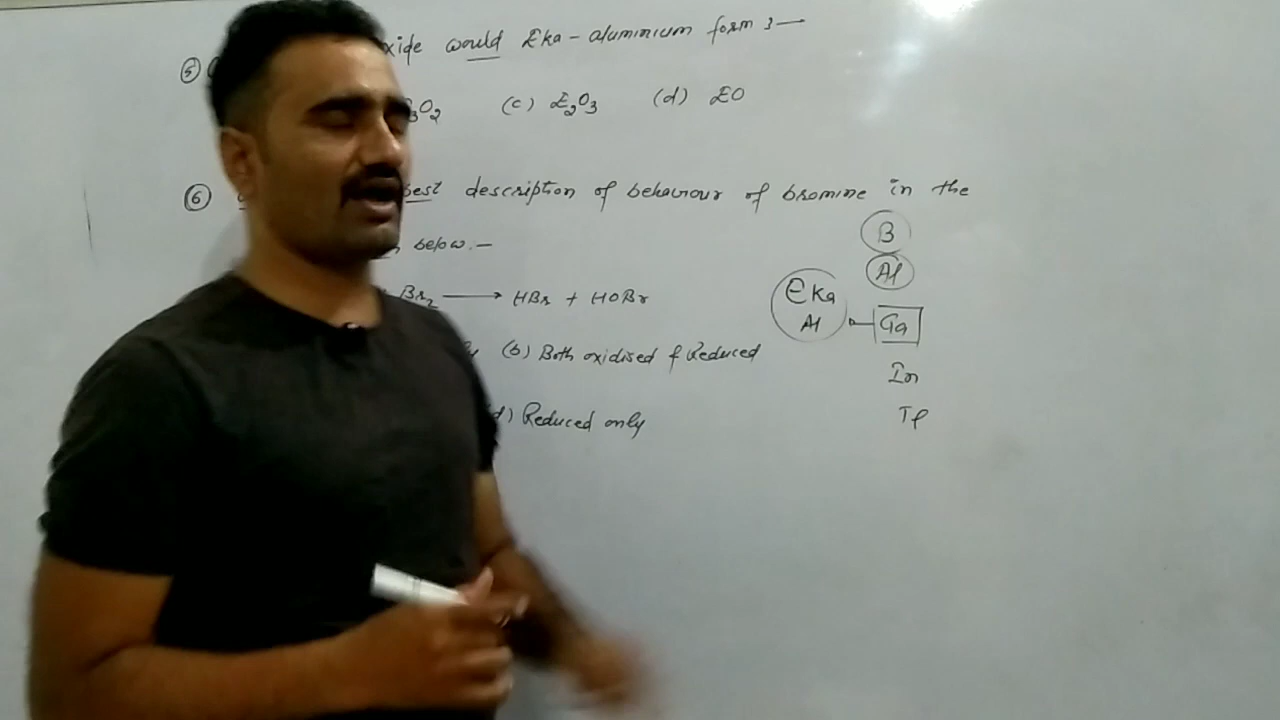 ⑤ xide would Eka-aluminium form :—
3O2 (c) E2O3 (d) EO
⑥ best description of behaviour of bromine in the
below.—
Br2 ⟶ HBr + HOBr
(b) Both oxidised & Reduced
d) Reduced only
B
Al
Eka
Al
Ga
In
Tl